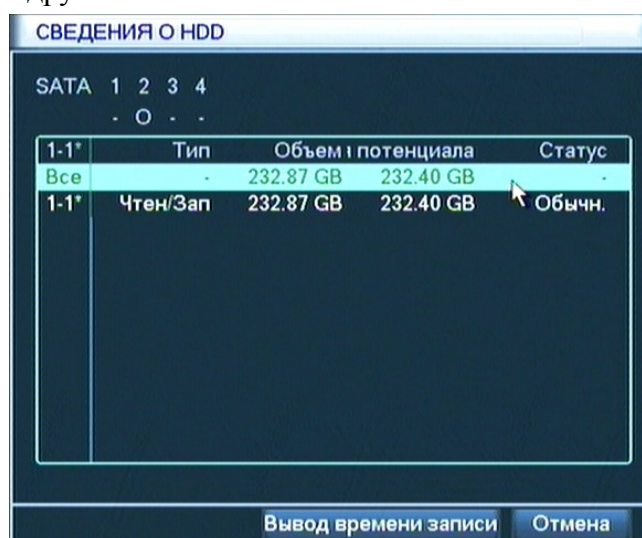 СВЕДЕНИЯ О HDD
SATA 1 2 3 4
- O - -
1-1* Тип Объем потенциала Статус
Все - 232.87 GB 232.40 GB -
1-1* Чтен/Зап 232.87 GB 232.40 GB Обычн.
Вывод времени записи Отмена